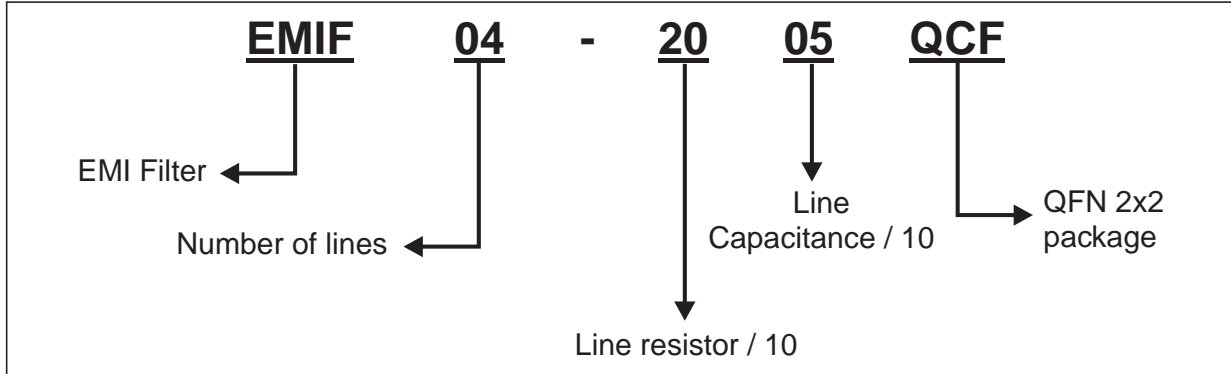 EMIF 04 - 20 05 QCF
EMI Filter
Number of lines
Line resistor / 10
Line
Capacitance / 10
QFN 2x2
package